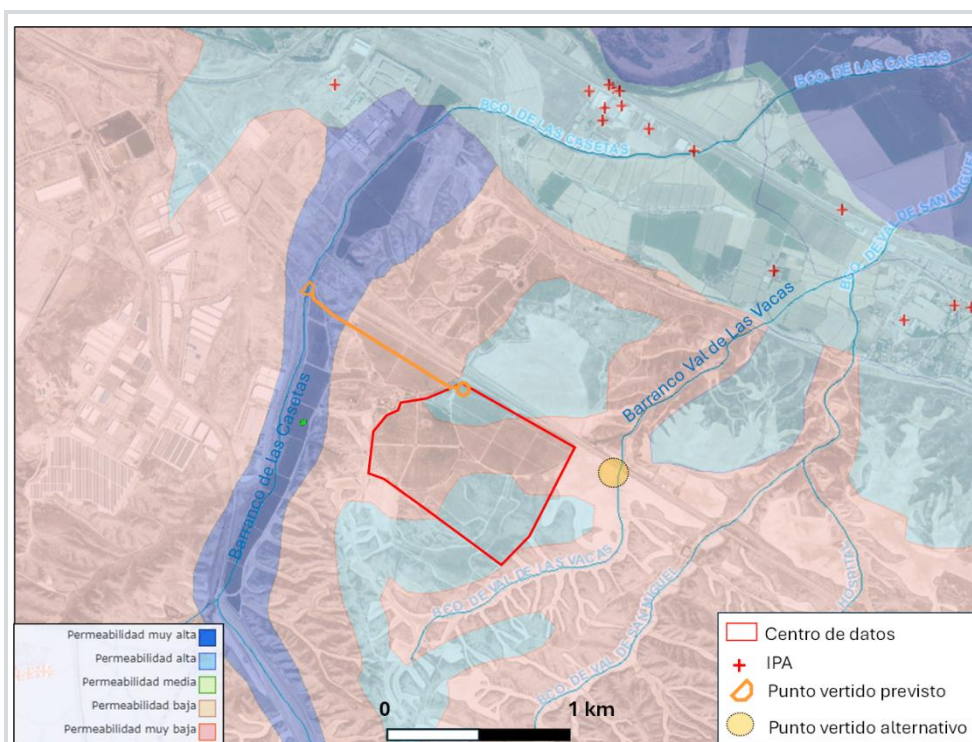 BCO. DE LAS CASETAS
BCO. DE LAS CASETAS
BCO. DE VAL DE SAN MIGUEL
Barranco Val de Las Vacas
Barranco de las Casetas
BCO. DE VAL DE LAS VACAS
BCO. DE VAL DE SAN MIGUEL
HOSPITAL
Permeabilidad muy alta
Permeabilidad alta
Permeabilidad media
Permeabilidad baja
Permeabilidad muy baja
0 1 km
Centro de datos
IPA
Punto vertido previsto
Punto vertido alternativo